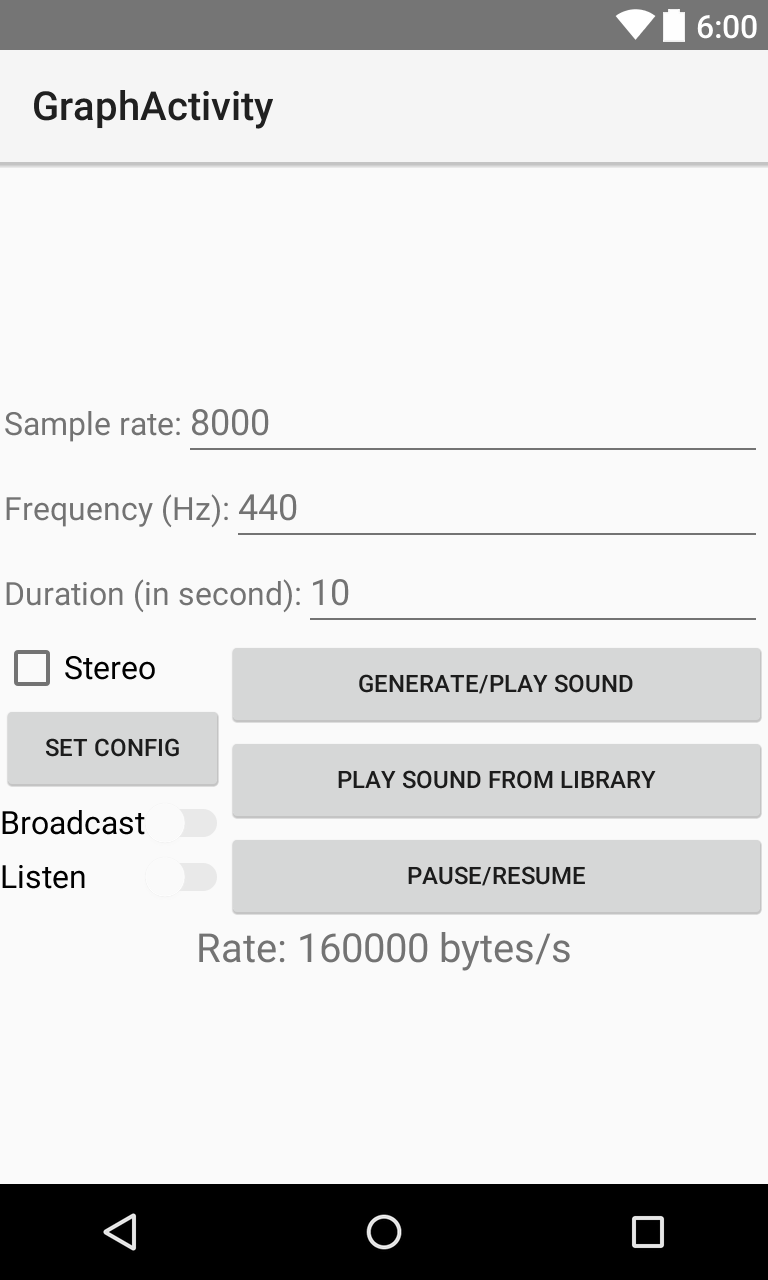 6:00
GraphActivity
Sample rate: 8000
Frequency (Hz): 440
Duration (in second): 10
Stereo
GENERATE/PLAY SOUND
SET CONFIG
PLAY SOUND FROM LIBRARY
Broadcast
Listen
PAUSE/RESUME
Rate: 160000 bytes/s